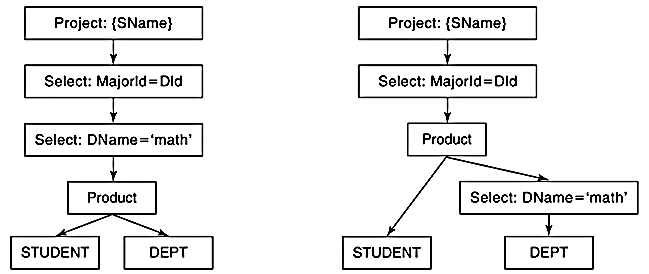 Project: {SName}
Select: MajorId=DId
Select: DName='math'
Product
STUDENT
DEPT
Project: {SName}
Select: MajorId=DId
Product
Select: DName='math'
STUDENT
DEPT